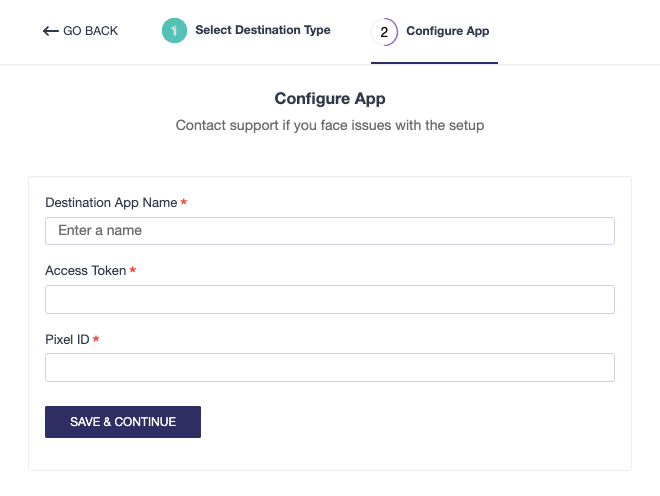 GO BACK
1 Select Destination Type
2 Configure App
Configure App
Contact support if you face issues with the setup
Destination App Name *
Enter a name
Access Token *
Pixel ID *
SAVE & CONTINUE